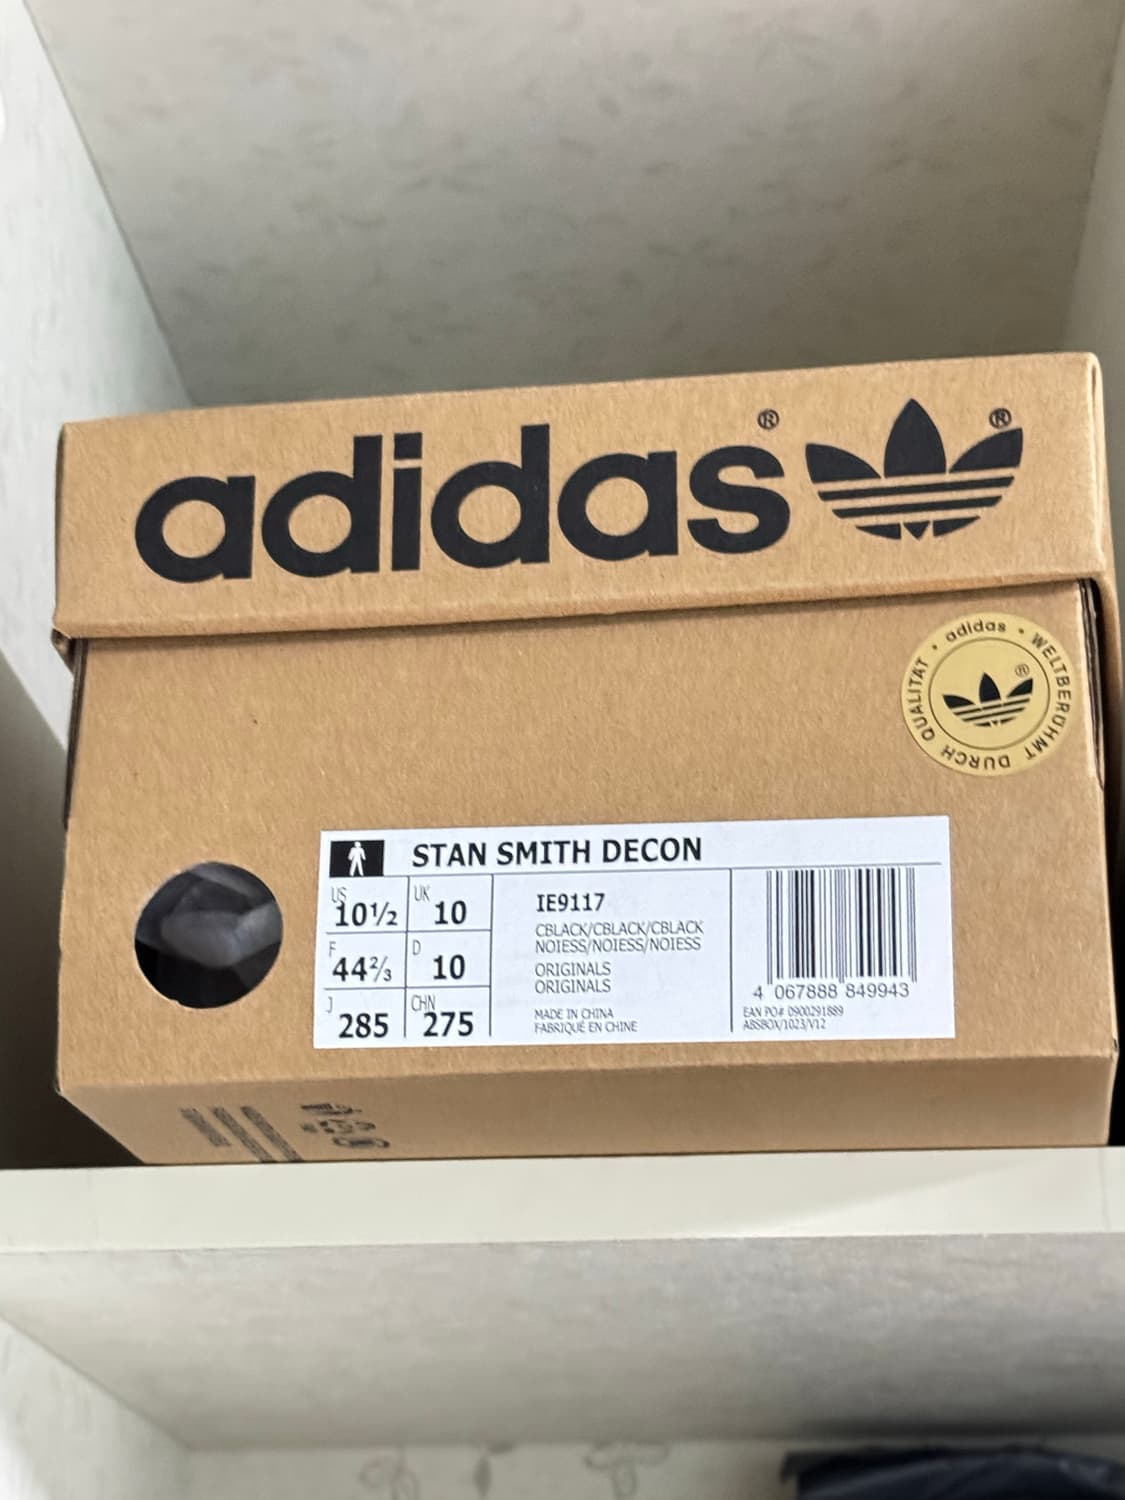 adidas® ®
adidas • WELTBERÜHMT DURCH QUALITÄT •
®
STAN SMITH DECON
US 10½ UK 10
F 44⅔ D 10
J 285 CHN 275
IE9117
CBLACK/CBLACK/CBLACK
NOIESS/NOIESS/NOIESS
ORIGINALS
ORIGINALS
MADE IN CHINA
FABRIQUÉ EN CHINE
4 067888 849943
EAN PO# 0900291889
ABSBOX/1023/V12